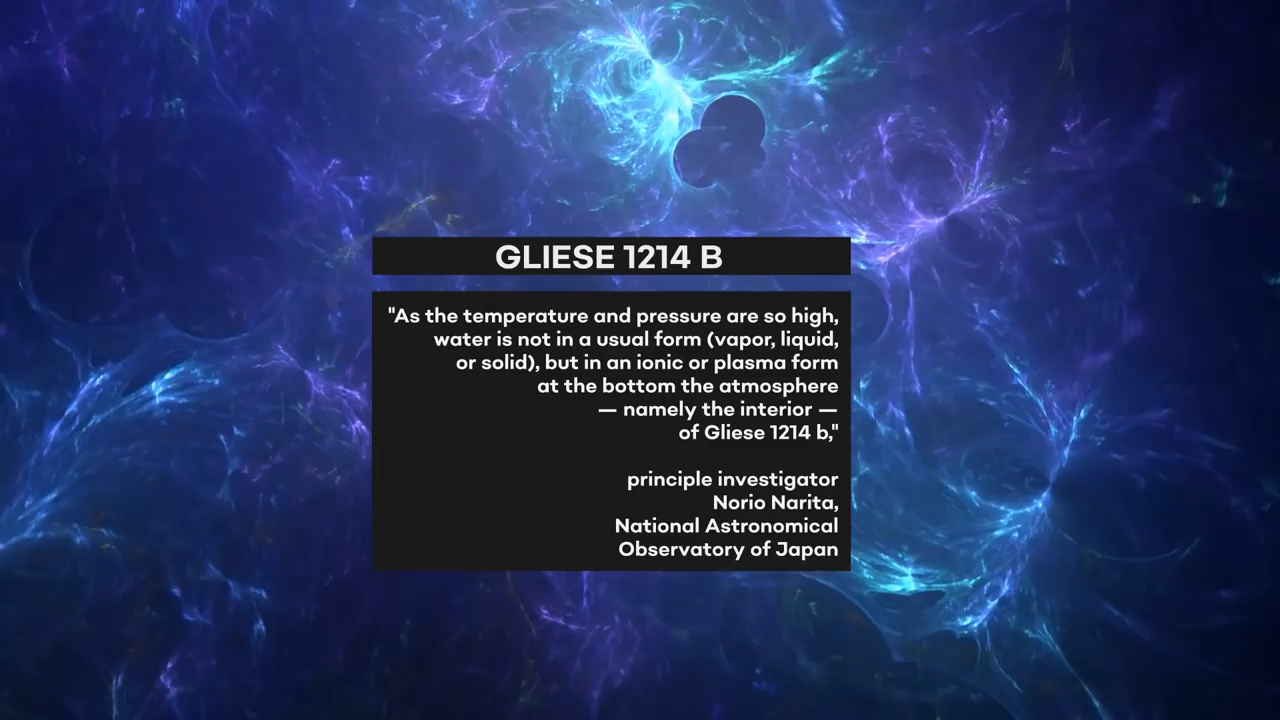 GLIESE 1214 B
"As the temperature and pressure are so high,
water is not in a usual form (vapor, liquid,
or solid), but in an ionic or plasma form
at the bottom the atmosphere
— namely the interior —
of Gliese 1214 b,"
principle investigator
Norio Narita,
National Astronomical
Observatory of Japan